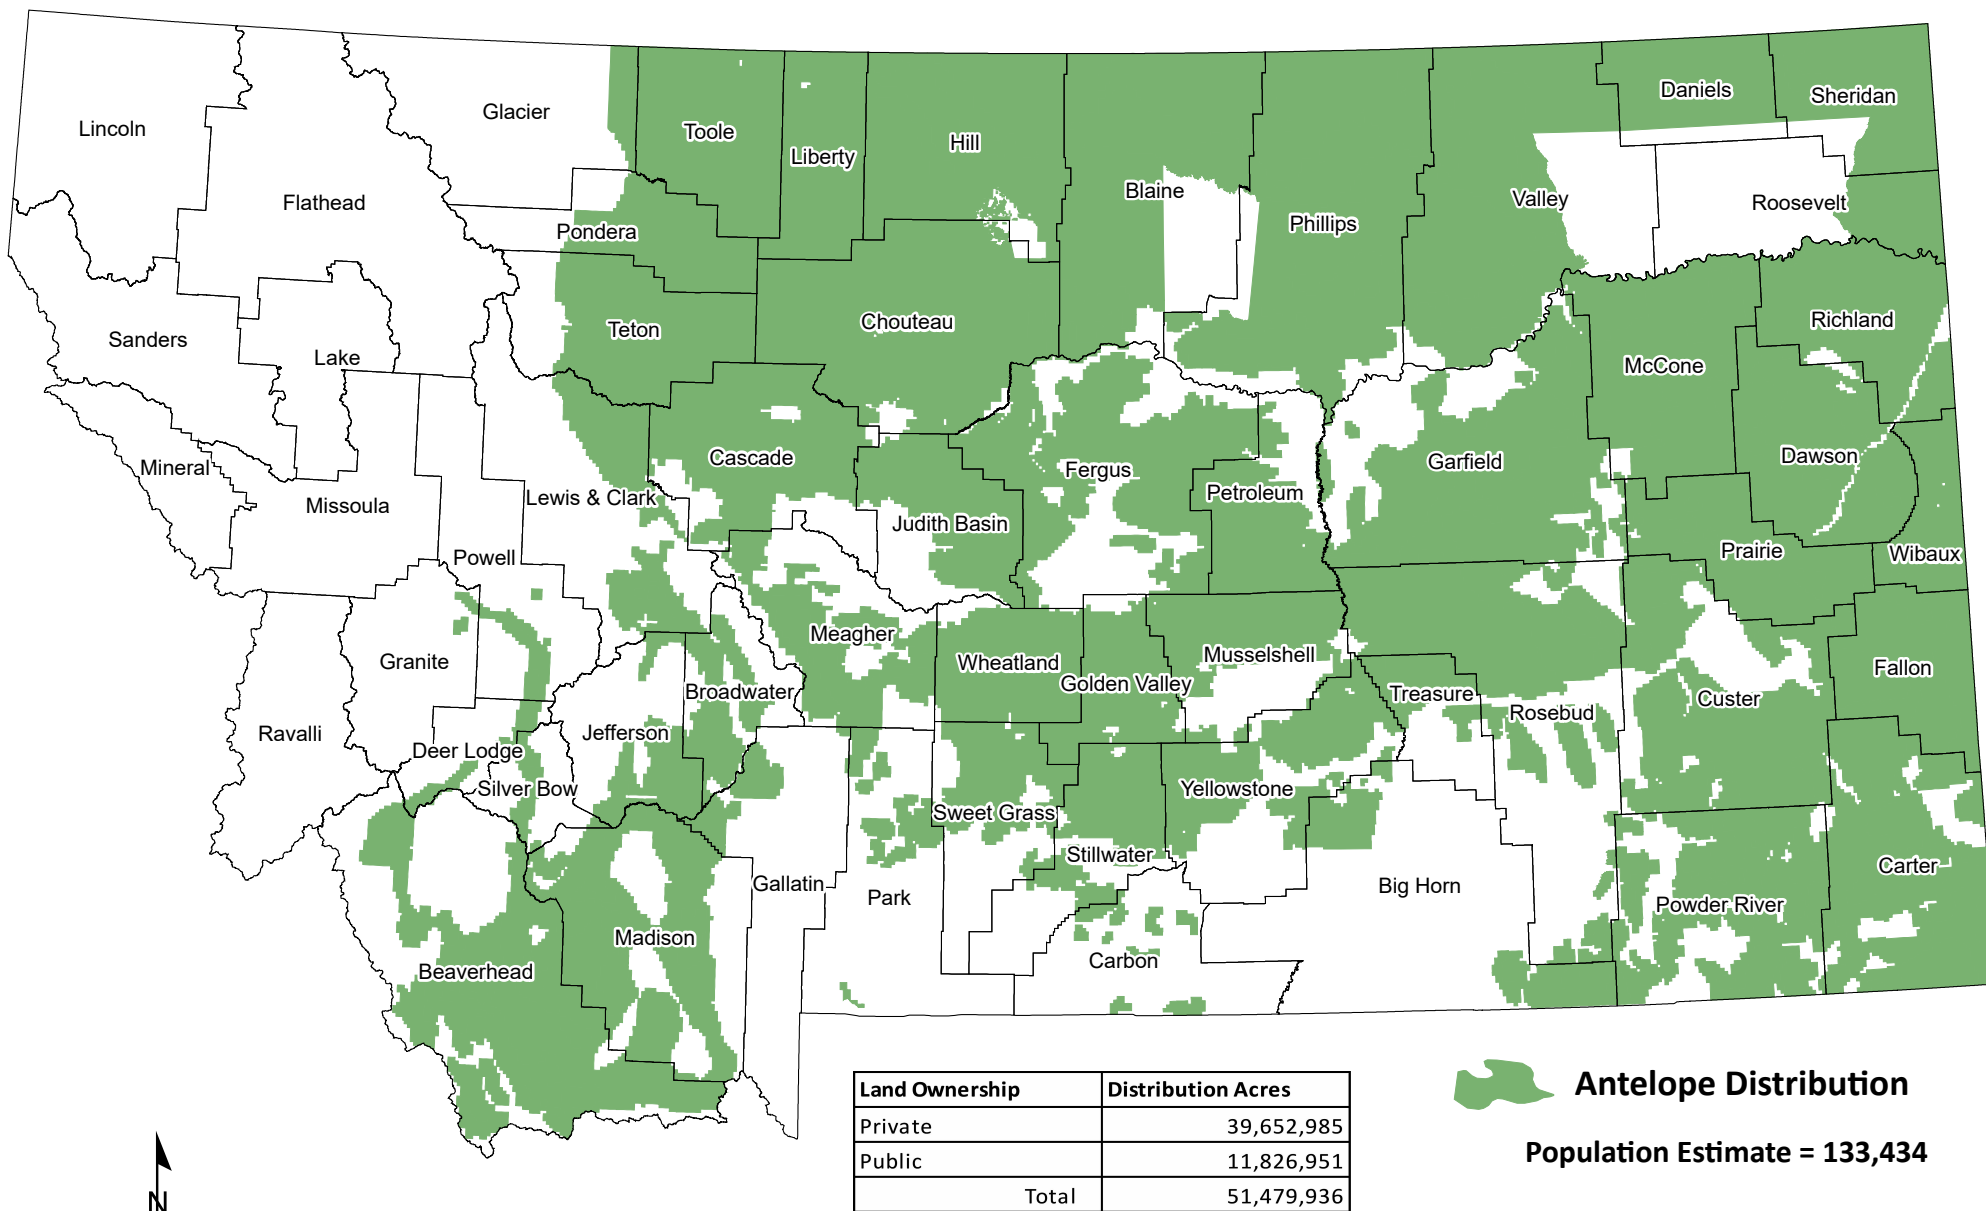 Lincoln
Flathead
Glacier
Toole
Liberty
Hill
Blaine
Phillips
Valley
Daniels
Sheridan
Roosevelt
Pondera
Teton
Chouteau
Sanders
Lake
Richland
McCone
Mineral
Missoula
Lewis & Clark
Cascade
Judith Basin
Fergus
Petroleum
Garfield
Dawson
Powell
Prairie
Wibaux
Granite
Meagher
Wheatland
Golden Valley
Musselshell
Treasure
Rosebud
Custer
Fallon
Ravalli
Deer Lodge
Silver Bow
Jefferson
Broadwater
Sweet Grass
Yellowstone
Stillwater
Gallatin
Park
Big Horn
Powder River
Carter
Madison
Beaverhead
Carbon
N
Land Ownership Distribution Acres
Private 39,652,985
Public 11,826,951
Total 51,479,936
Antelope Distribution
Population Estimate = 133,434